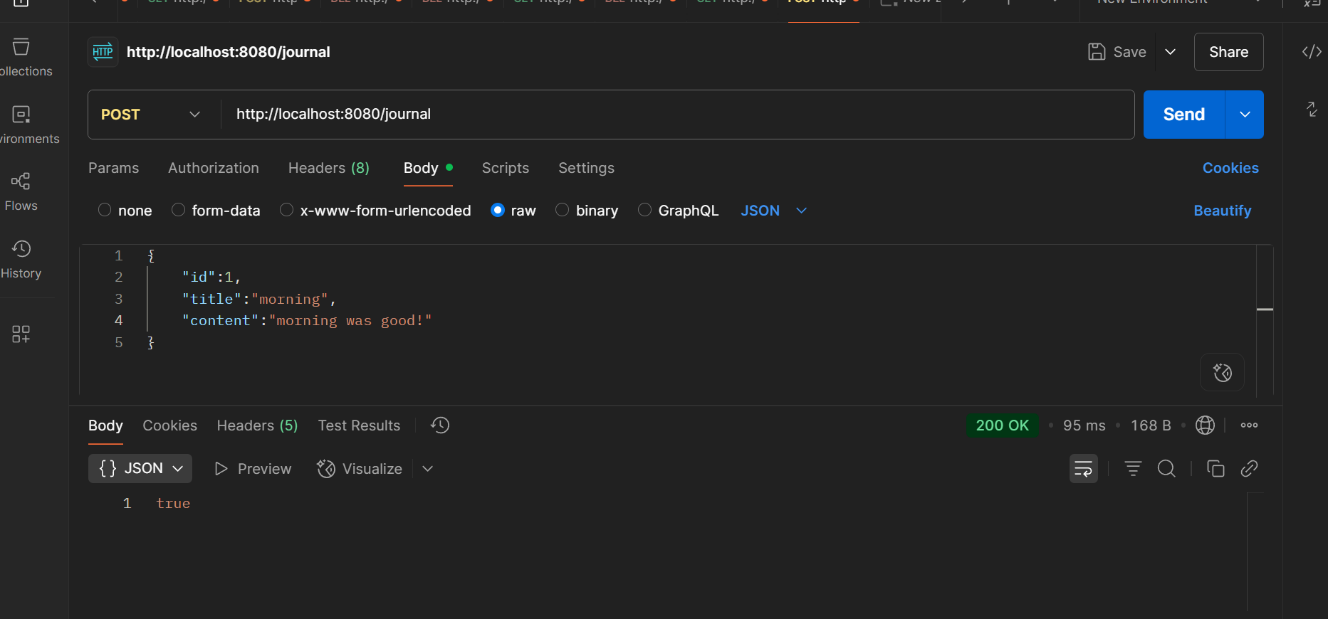 HTTP http://localhost:8080/journal Save Share
POST http://localhost:8080/journal Send
Params Authorization Headers (8) Body Scripts Settings Cookies
none form-data x-www-form-urlencoded raw binary GraphQL JSON Beautify
1 {
2 "id":1,
3 "title":"morning",
4 "content":"morning was good!"
5 }
Body Cookies Headers (5) Test Results 200 OK • 95 ms • 168 B •
{} JSON Preview Visualize
1 true
ollections
vironments
Flows
History